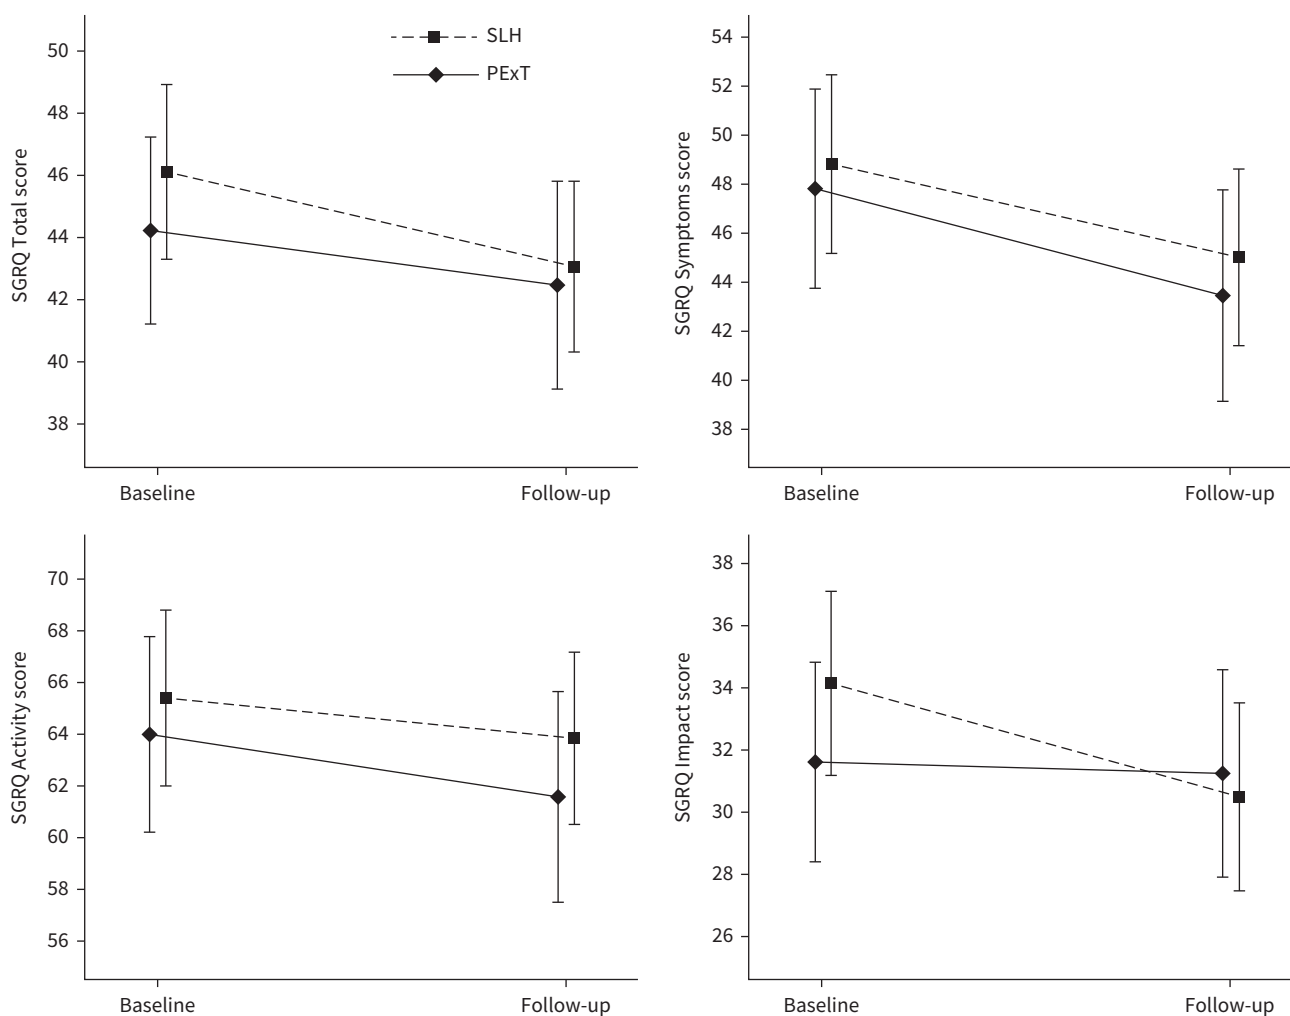 SLH
PExT
SGRQ Total score
50
48
46
44
42
40
38
Baseline
Follow-up
SGRQ Symptoms score
54
52
50
48
46
44
42
40
38
Baseline
Follow-up
SGRQ Activity score
70
68
66
64
62
60
58
56
Baseline
Follow-up
SGRQ Impact score
38
36
34
32
30
28
26
Baseline
Follow-up